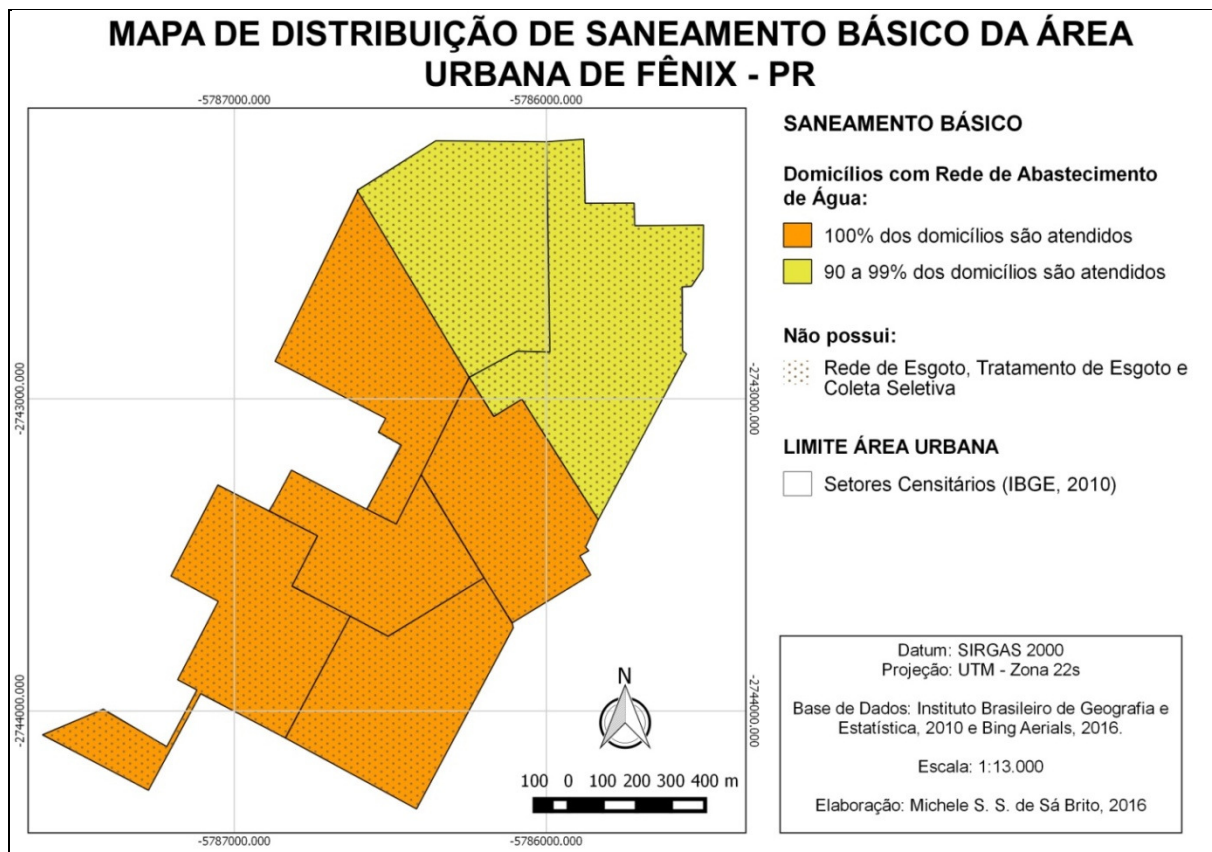 MAPA DE DISTRIBUIÇÃO DE SANEAMENTO BÁSICO DA ÁREA
URBANA DE FÊNIX - PR
-5787000.000
-5786000.000
-2743000.000
-2743000.000
-2744000.000
-2744000.000
N
100 0 100 200 300 400 m
-5787000.000
-5786000.000
SANEAMENTO BÁSICO
Domicílios com Rede de Abastecimento
de Água:
100% dos domicílios são atendidos
90 a 99% dos domicílios são atendidos
Não possui:
Rede de Esgoto, Tratamento de Esgoto e
Coleta Seletiva
LIMITE ÁREA URBANA
Setores Censitários (IBGE, 2010)
Datum: SIRGAS 2000
Projeção: UTM - Zona 22s
Base de Dados: Instituto Brasileiro de Geografia e
Estatística, 2010 e Bing Aerials, 2016.
Escala: 1:13.000
Elaboração: Michele S. S. de Sá Brito, 2016